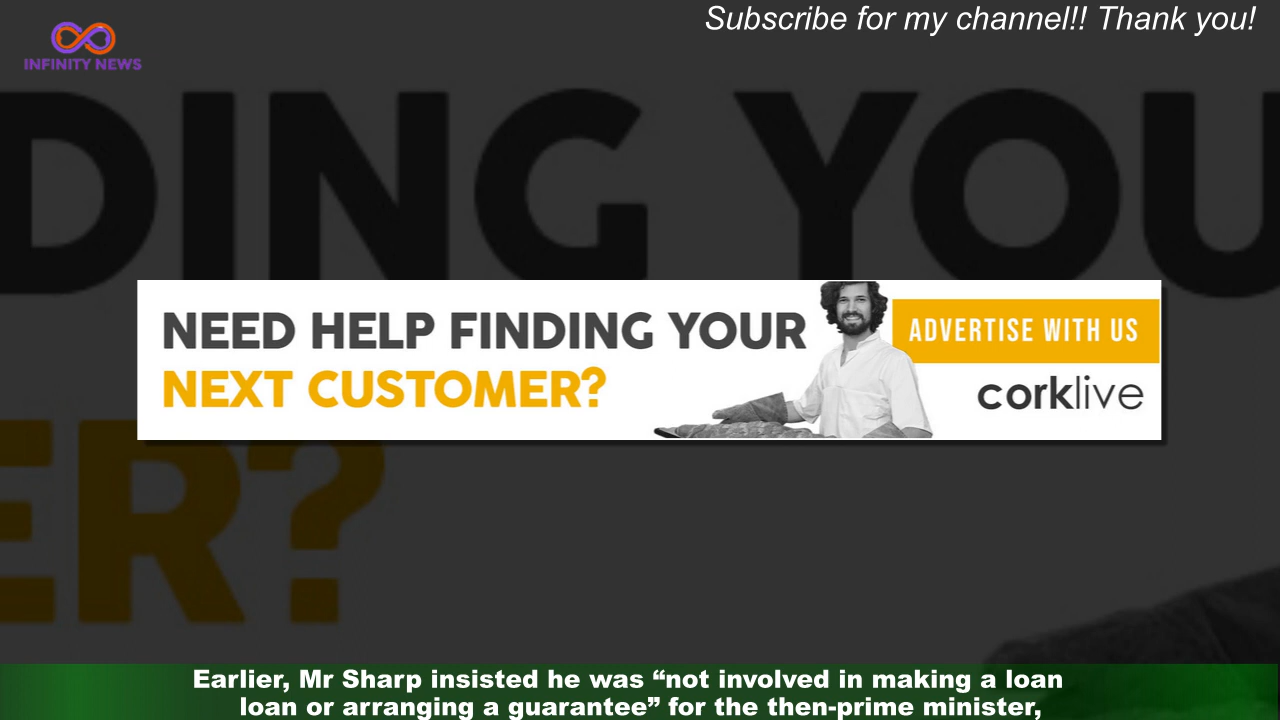 Subscribe for my channel!! Thank you!
INFINITY NEWS
DING YOU
NEED HELP FINDING YOUR
NEXT CUSTOMER?
ADVERTISE WITH US
corklive
ER?
Earlier, Mr Sharp insisted he was “not involved in making a loan
loan or arranging a guarantee” for the then-prime minister,